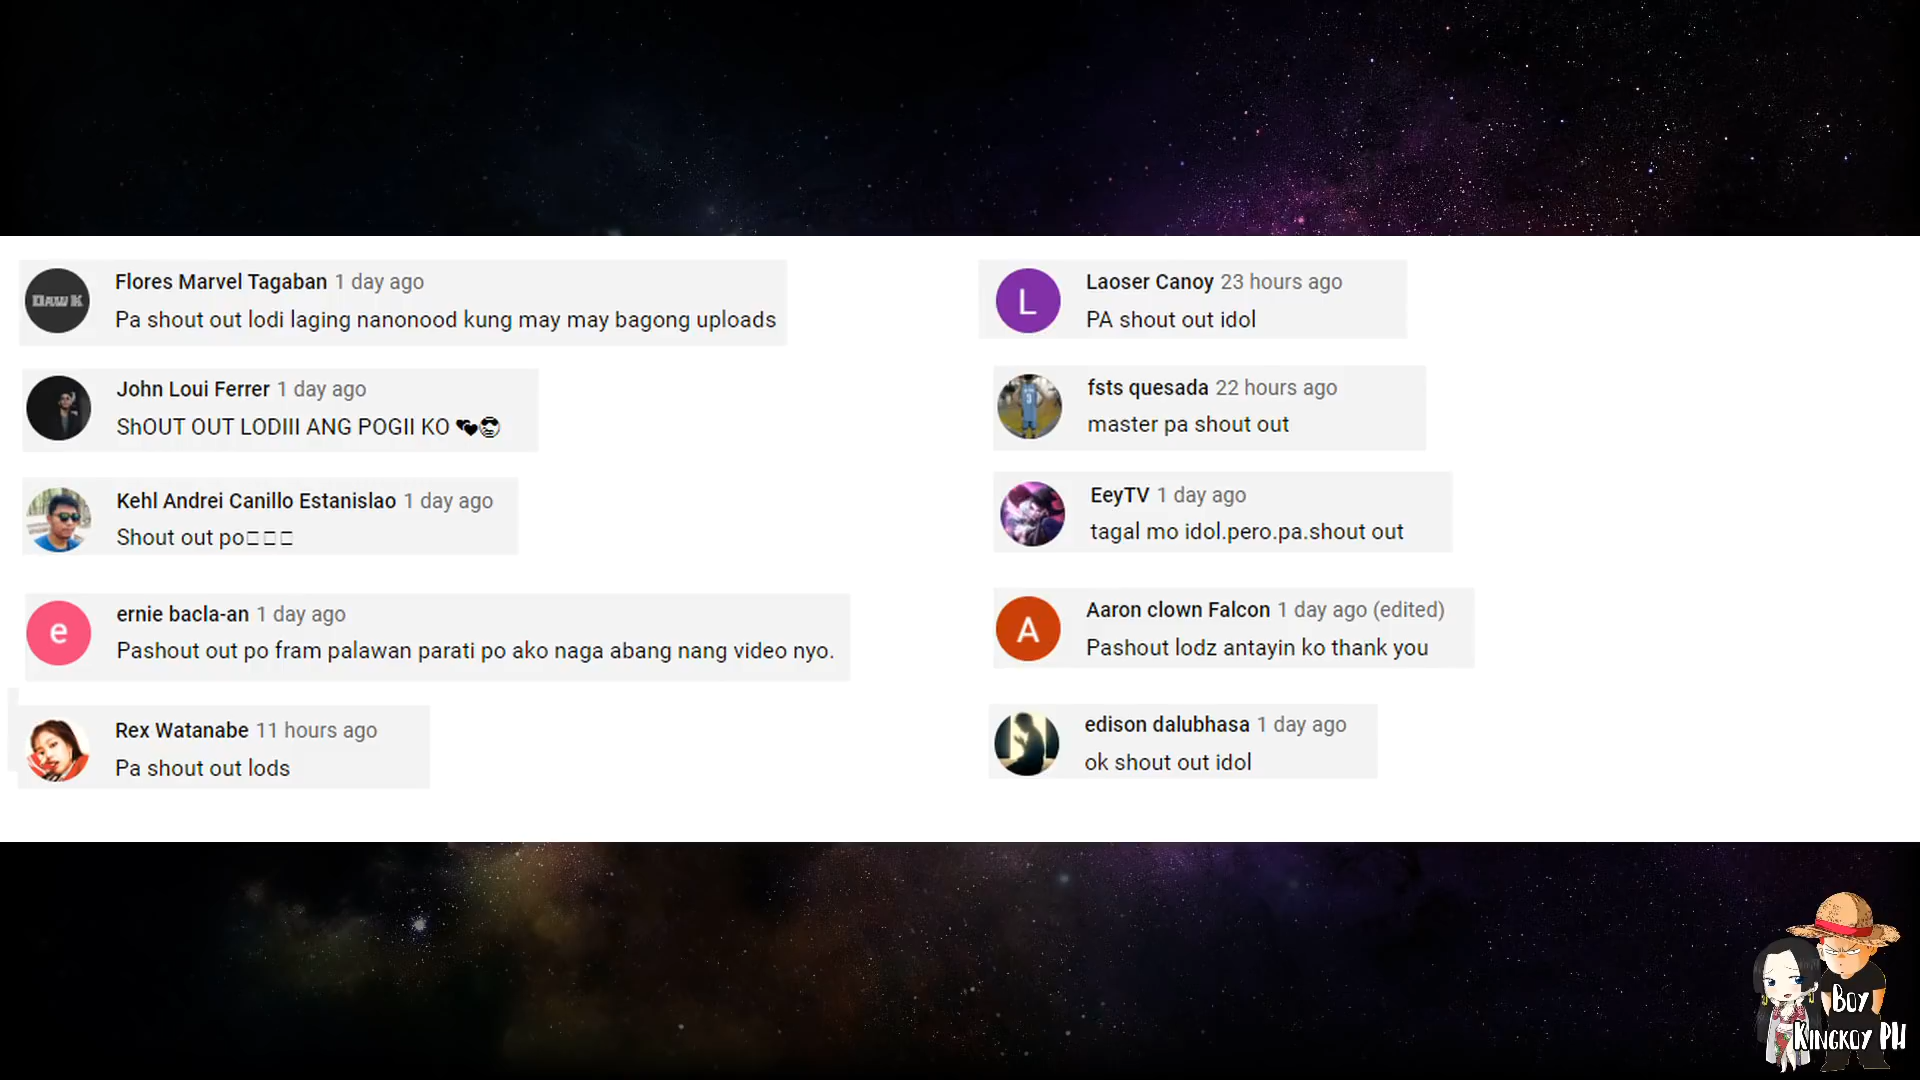 DAW K
Flores Marvel Tagaban 1 day ago
Pa shout out lodi laging nanonood kung may may bagong uploads
John Loui Ferrer 1 day ago
ShOUT OUT LODIII ANG POGII KO 💕😎
Kehl Andrei Canillo Estanislao 1 day ago
Shout out po□□□
e
ernie bacla-an 1 day ago
Pashout out po fram palawan parati po ako naga abang nang video nyo.
Rex Watanabe 11 hours ago
Pa shout out lods
L
Laoser Canoy 23 hours ago
PA shout out idol
3
fsts quesada 22 hours ago
master pa shout out
EeyTV 1 day ago
tagal mo idol.pero.pa.shout out
A
Aaron clown Falcon 1 day ago (edited)
Pashout lodz antayin ko thank you
edison dalubhasa 1 day ago
ok shout out idol
Boy
Kingkoy PH